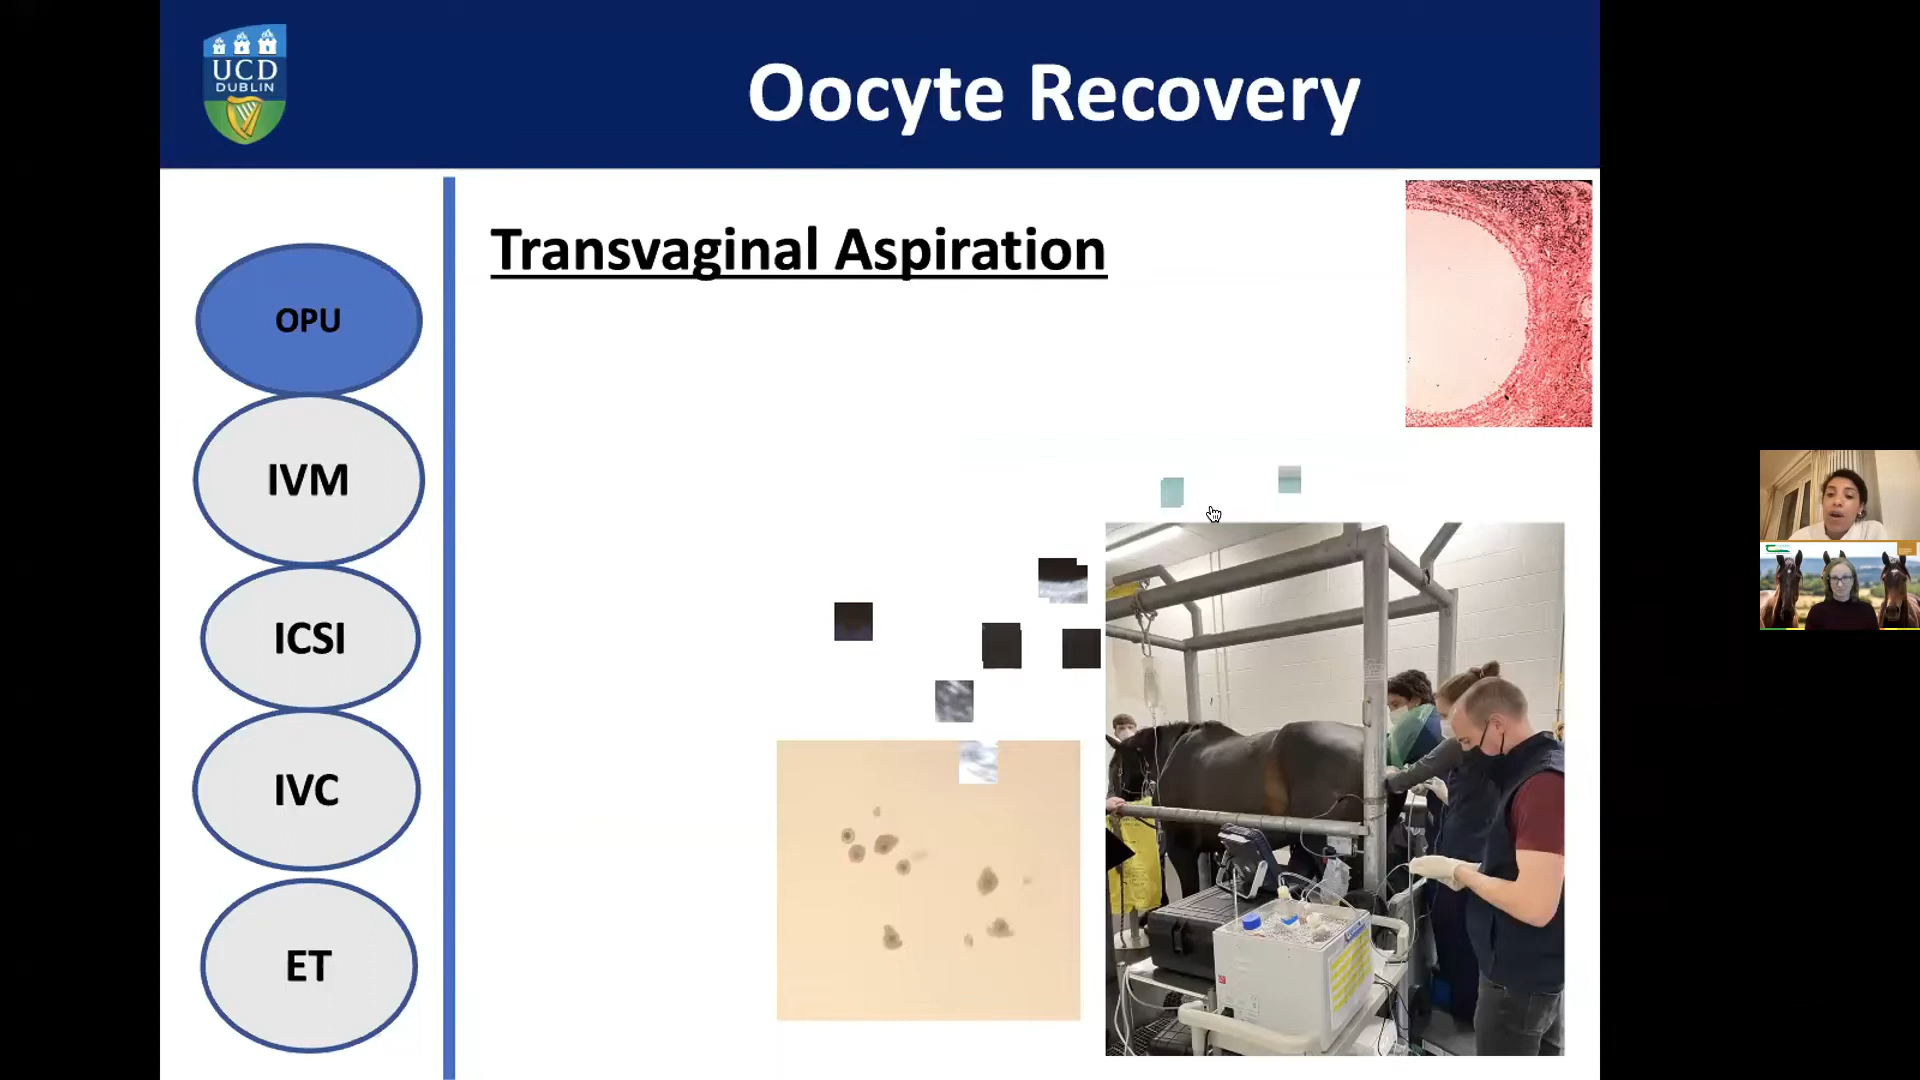 UCD
DUBLIN
Oocyte Recovery
Transvaginal Aspiration
OPU
IVM
ICSI
IVC
ET